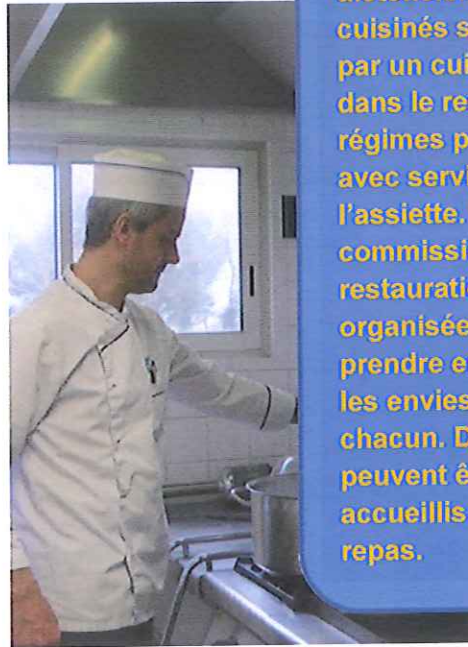 cuisinés s
par un cui
dans le re
régimes p
avec servi
l'assiette.
commissi
restaurati
organisée
prendre e
les envies
chacun. D
peuvent ê
accueillis
repas.